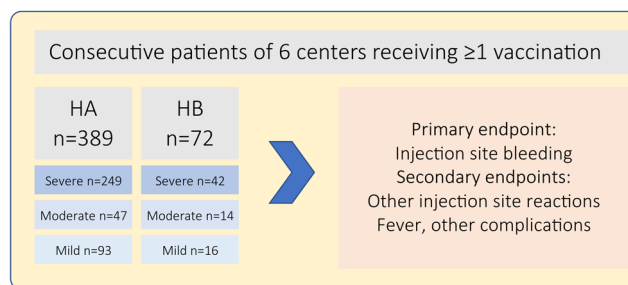 Consecutive patients of 6 centers receiving ≥1 vaccination
HA
n=389
HB
n=72
Severe n=249
Severe n=42
Moderate n=47
Moderate n=14
Mild n=93
Mild n=16
Primary endpoint:
Injection site bleeding
Secondary endpoints:
Other injection site reactions
Fever, other complications